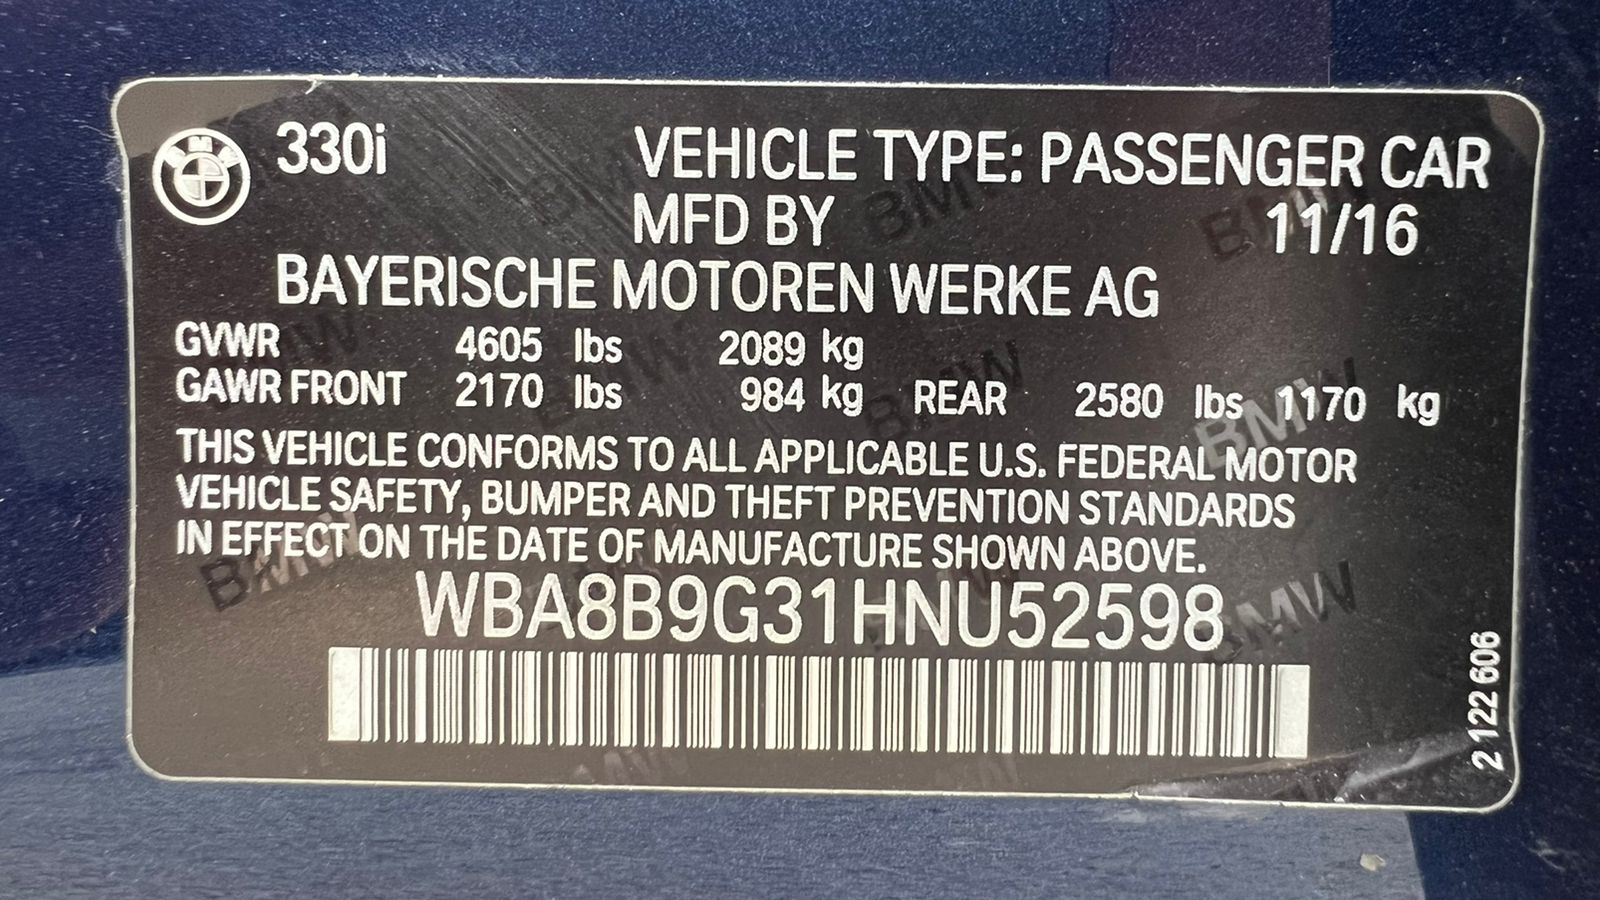 BMW 330i VEHICLE TYPE: PASSENGER CAR
MFD BY 11/16
BAYERISCHE MOTOREN WERKE AG
GVWR 4605 lbs 2089 kg
GAWR FRONT 2170 lbs 984 kg REAR 2580 lbs 1170 kg
THIS VEHICLE CONFORMS TO ALL APPLICABLE U.S. FEDERAL MOTOR
VEHICLE SAFETY, BUMPER AND THEFT PREVENTION STANDARDS
IN EFFECT ON THE DATE OF MANUFACTURE SHOWN ABOVE.
WBA8B9G31HNU52598
2 122 606